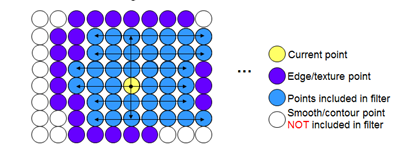 ...
Current point
Edge/texture point
Points included in filter
Smooth/contour point
NOT included in filter